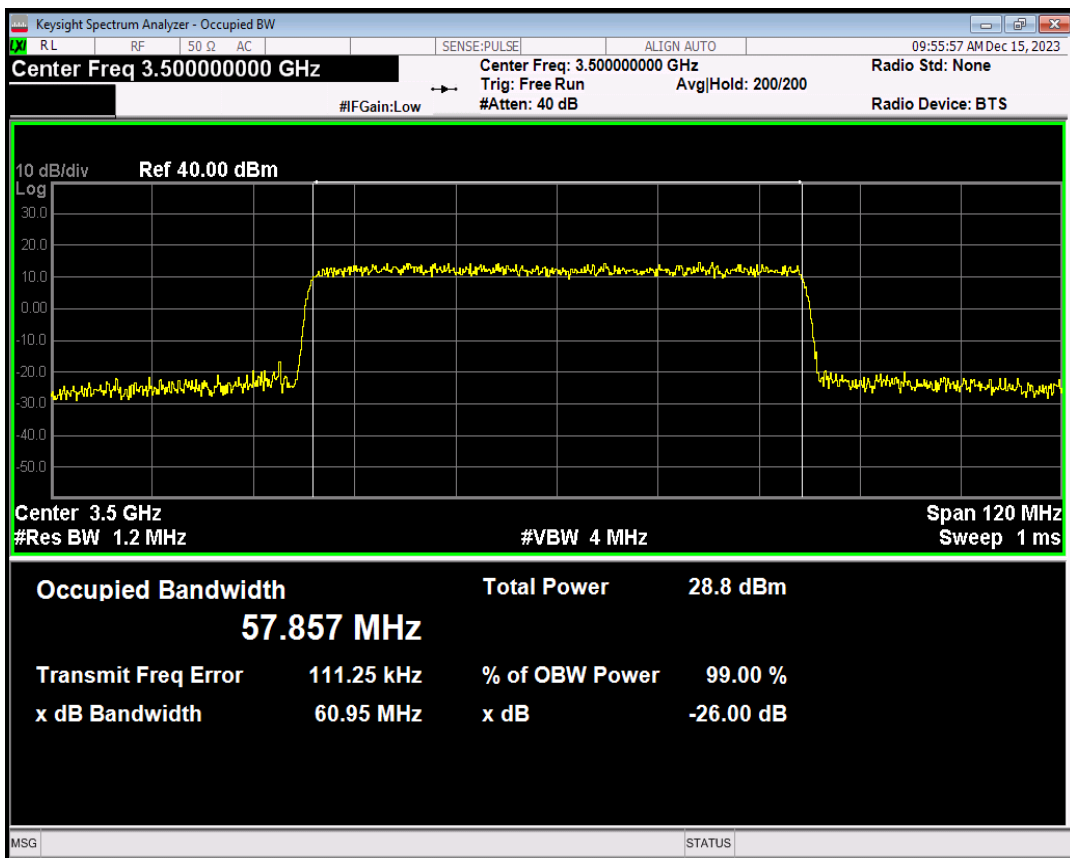 Keysight Spectrum Analyzer - Occupied BW
LXI RL RF 50 Ω AC SENSE:PULSE ALIGN AUTO 09:55:57 AM Dec 15, 2023
Center Freq 3.500000000 GHz Center Freq: 3.500000000 GHz Radio Std: None
Trig: Free Run Avg|Hold: 200/200
#IFGain:Low #Atten: 40 dB Radio Device: BTS
10 dB/div Ref 40.00 dBm
Log
30.0
20.0
10.0
0.00
-10.0
-20.0
-30.0
-40.0
-50.0
Center 3.5 GHz Span 120 MHz
#Res BW 1.2 MHz #VBW 4 MHz Sweep 1 ms
Occupied Bandwidth Total Power 28.8 dBm
57.857 MHz
Transmit Freq Error 111.25 kHz % of OBW Power 99.00 %
x dB Bandwidth 60.95 MHz x dB -26.00 dB
MSG STATUS